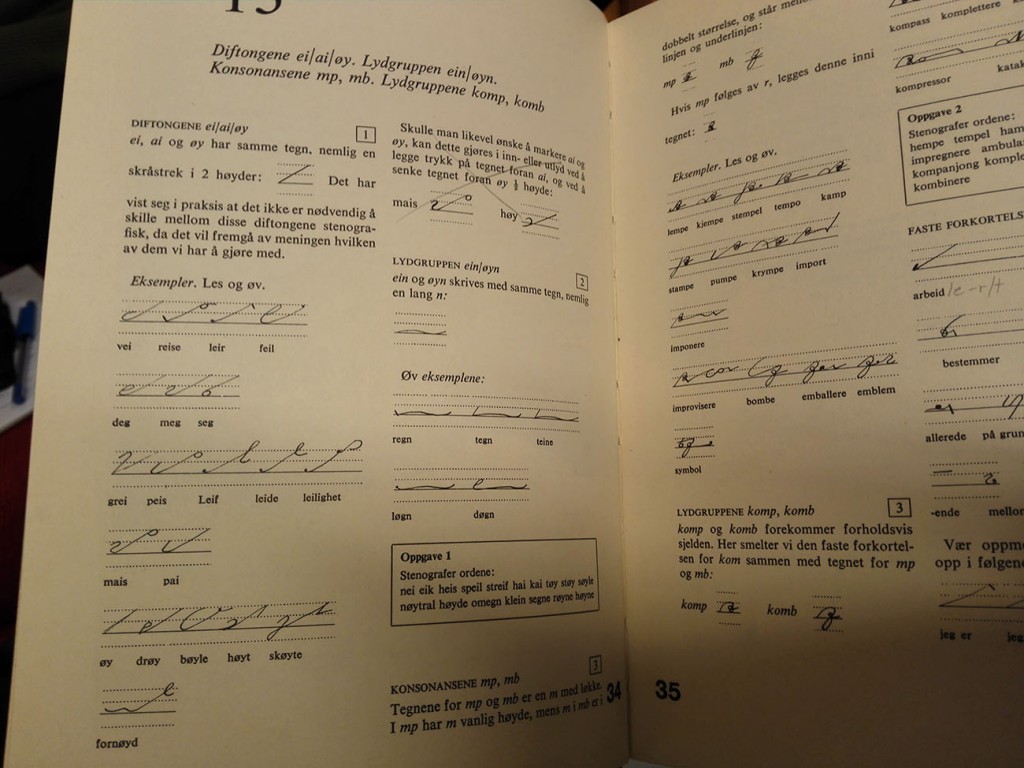 Diftongene ei/ai/øy. Lydgruppen ein/øyn.
Konsonansene mp, mb. Lydgruppene komp, komb
DIFTONGENE ei/ai/øy
1
ei, ai og øy har samme tegn, nemlig en
skråstrek i 2 høyder: Det har
vist seg i praksis at det ikke er nødvendig å
skille mellom disse diftongene stenogra-
fisk, da det vil fremgå av meningen hvilken
av dem vi har å gjøre med.
Eksempler. Les og øv.
vei reise leir feil
deg meg seg
grei peis Leif leide leilighet
mais pai
øy drøy bøyle høyt skøyte
fornøyd
Skulle man likevel ønske å markere ai og
øy, kan dette gjøres i inn- eller utlyd ved å
legge trykk på tegnet foran ai, og ved å
senke tegnet foran øy ½ høyde:
mais høy
LYDGRUPPEN ein/øyn
2
ein og øyn skrives med samme tegn, nemlig
en lang n:
Øv eksemplene:
regn tegn teine
løgn døgn
Oppgave 1
Stenografer ordene:
nei eik heis speil streif hai kai tøy støy søyle
nøytral høyde omegn klein segne røyne høyne
3
KONSONANSENE mp, mb
Tegnene for mp og mb er en m med løkke.
I mp har m vanlig høyde, mens m i mb er i
34
dobbelt størrelse, og står mellom
linjen og underlinjen:
mp mb
Hvis mp følges av r, legges denne inni
tegnet:
Eksempler. Les og øv.
lempe kjempe stempel tempo kamp
stampe pumpe krympe import
imponere
improvisere bombe emballere emblem
symbol
LYDGRUPPENE komp, komb
3
komp og komb forekommer forholdsvis
sjelden. Her smelter vi den faste forkortel-
sen for kom sammen med tegnet for mp
og mb:
komp komb
35
kompass komplettere
kompressor
Oppgave 2
Stenografer ordene:
hempe tempel
impregnere
kompanjong
kombinere
FASTE
arbeid
bestemmer
allerede på
-ende
Vær
opp i
jeg er jeg